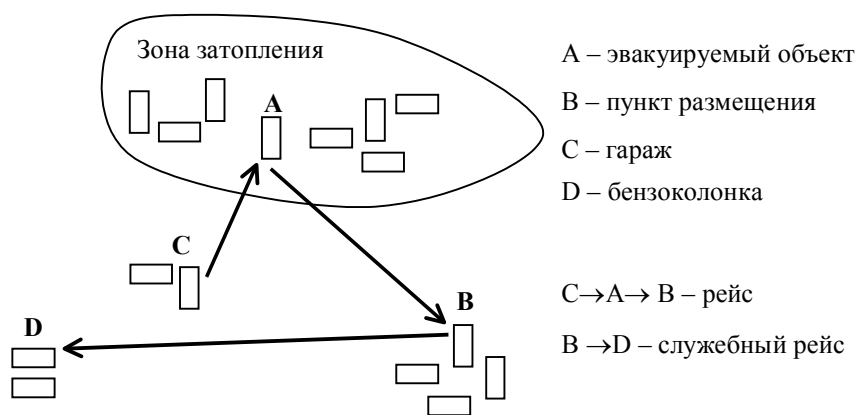 Зона затопления
A
C
B
D
A – эвакуируемый объект
B – пункт размещения
C – гараж
D – бензоколонка
C→A→ B – рейс
B →D – служебный рейс